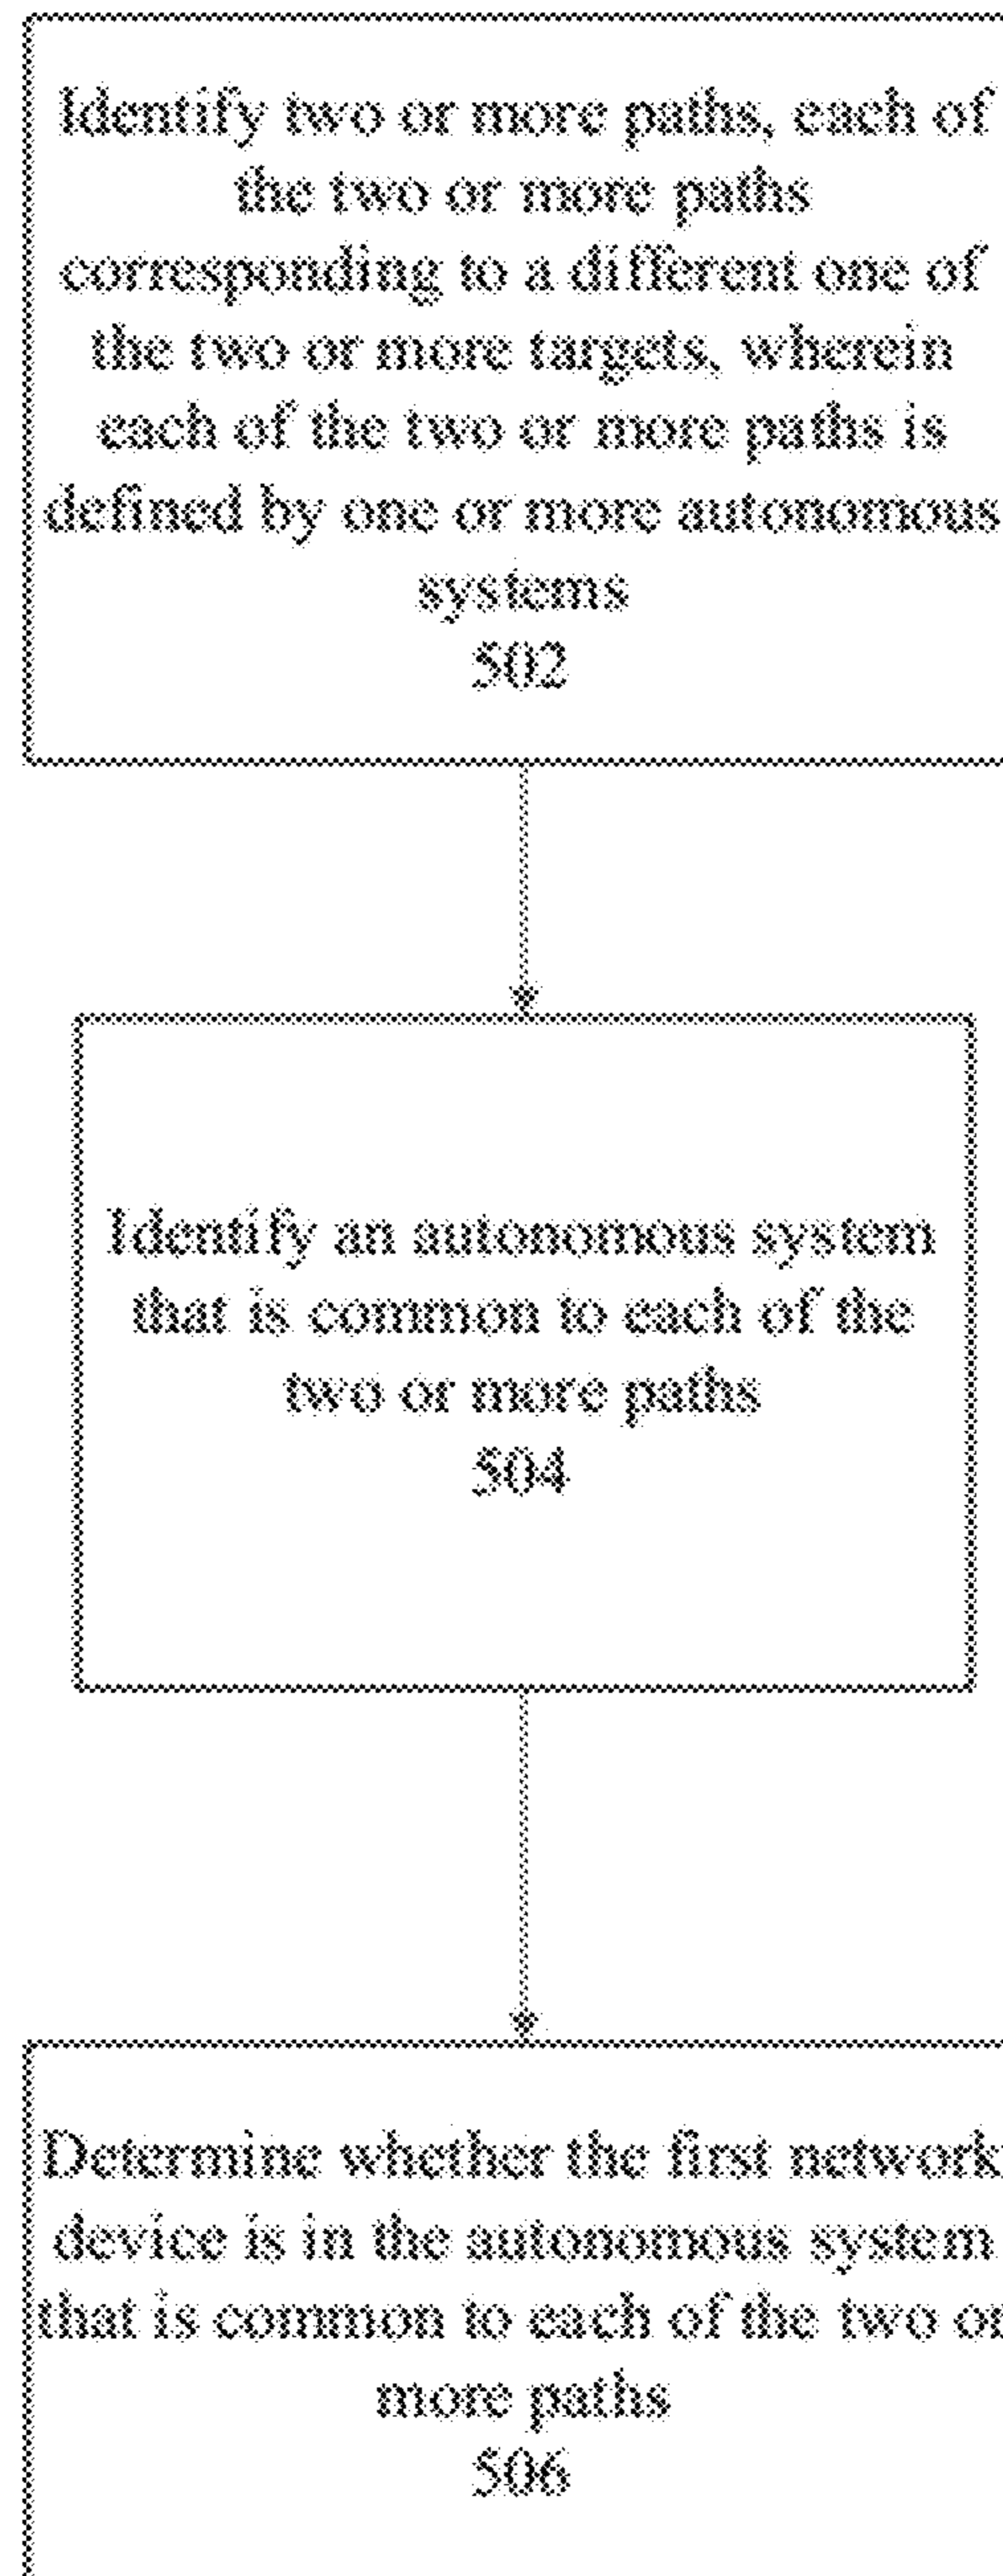 Identify two or more paths, each of
the two or more paths
corresponding to a different one of
the two or more targets, wherein
each of the two or more paths is
defined by one or more autonomous
systems
502
Identify an autonomous system
that is common to each of the
two or more paths
504
Determine whether the first network
device is in the autonomous system
that is common to each of the two or
more paths
506